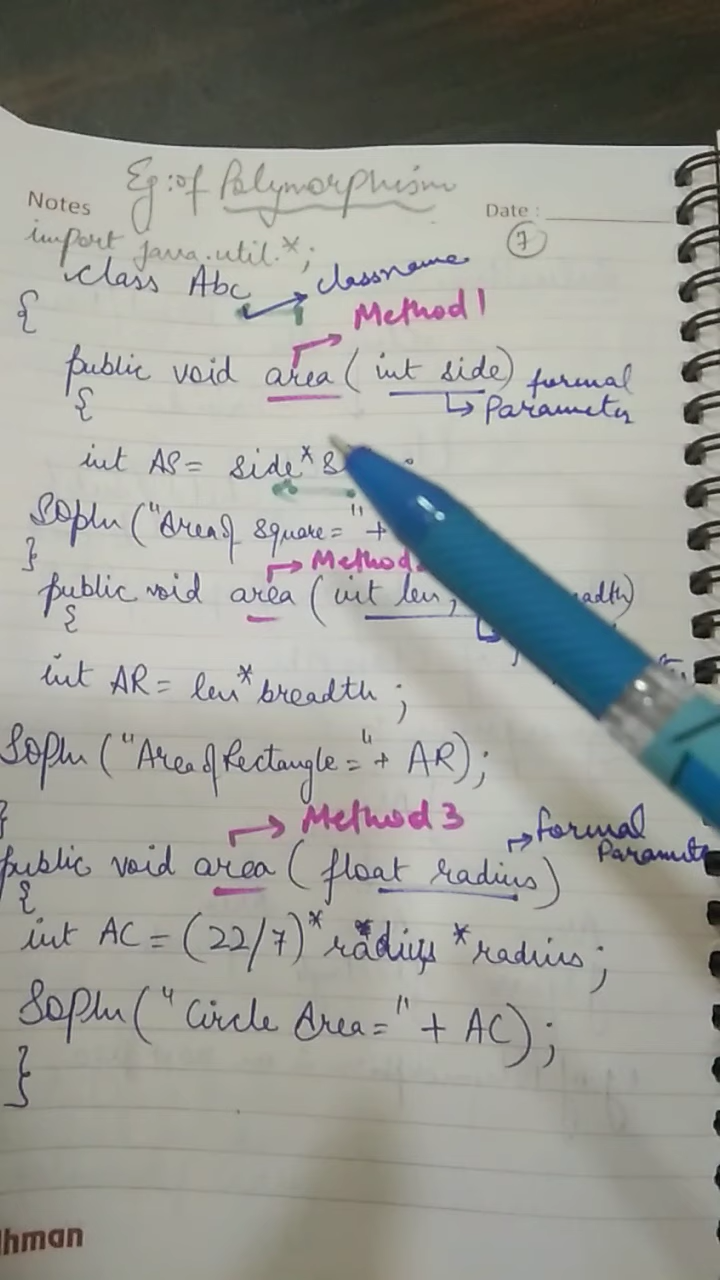 Eg: of Polymorphism
Notes
Date :
7
import java.util.*;
class Abc
classname
{
Method 1
public void area ( int side)
formal
Parameter
{
int AS = side*
Sopln ("Area of square=" +
}
Method
public void area ( int len,
{
int AR = len* breadth ;
Sopln ("Area of Rectangle=" + AR);
}
Method 3
formal
public void area ( float radius)
{
int AC = (22/7)* radius * radius ;
Sopln (" Circle Area=" + AC);
}